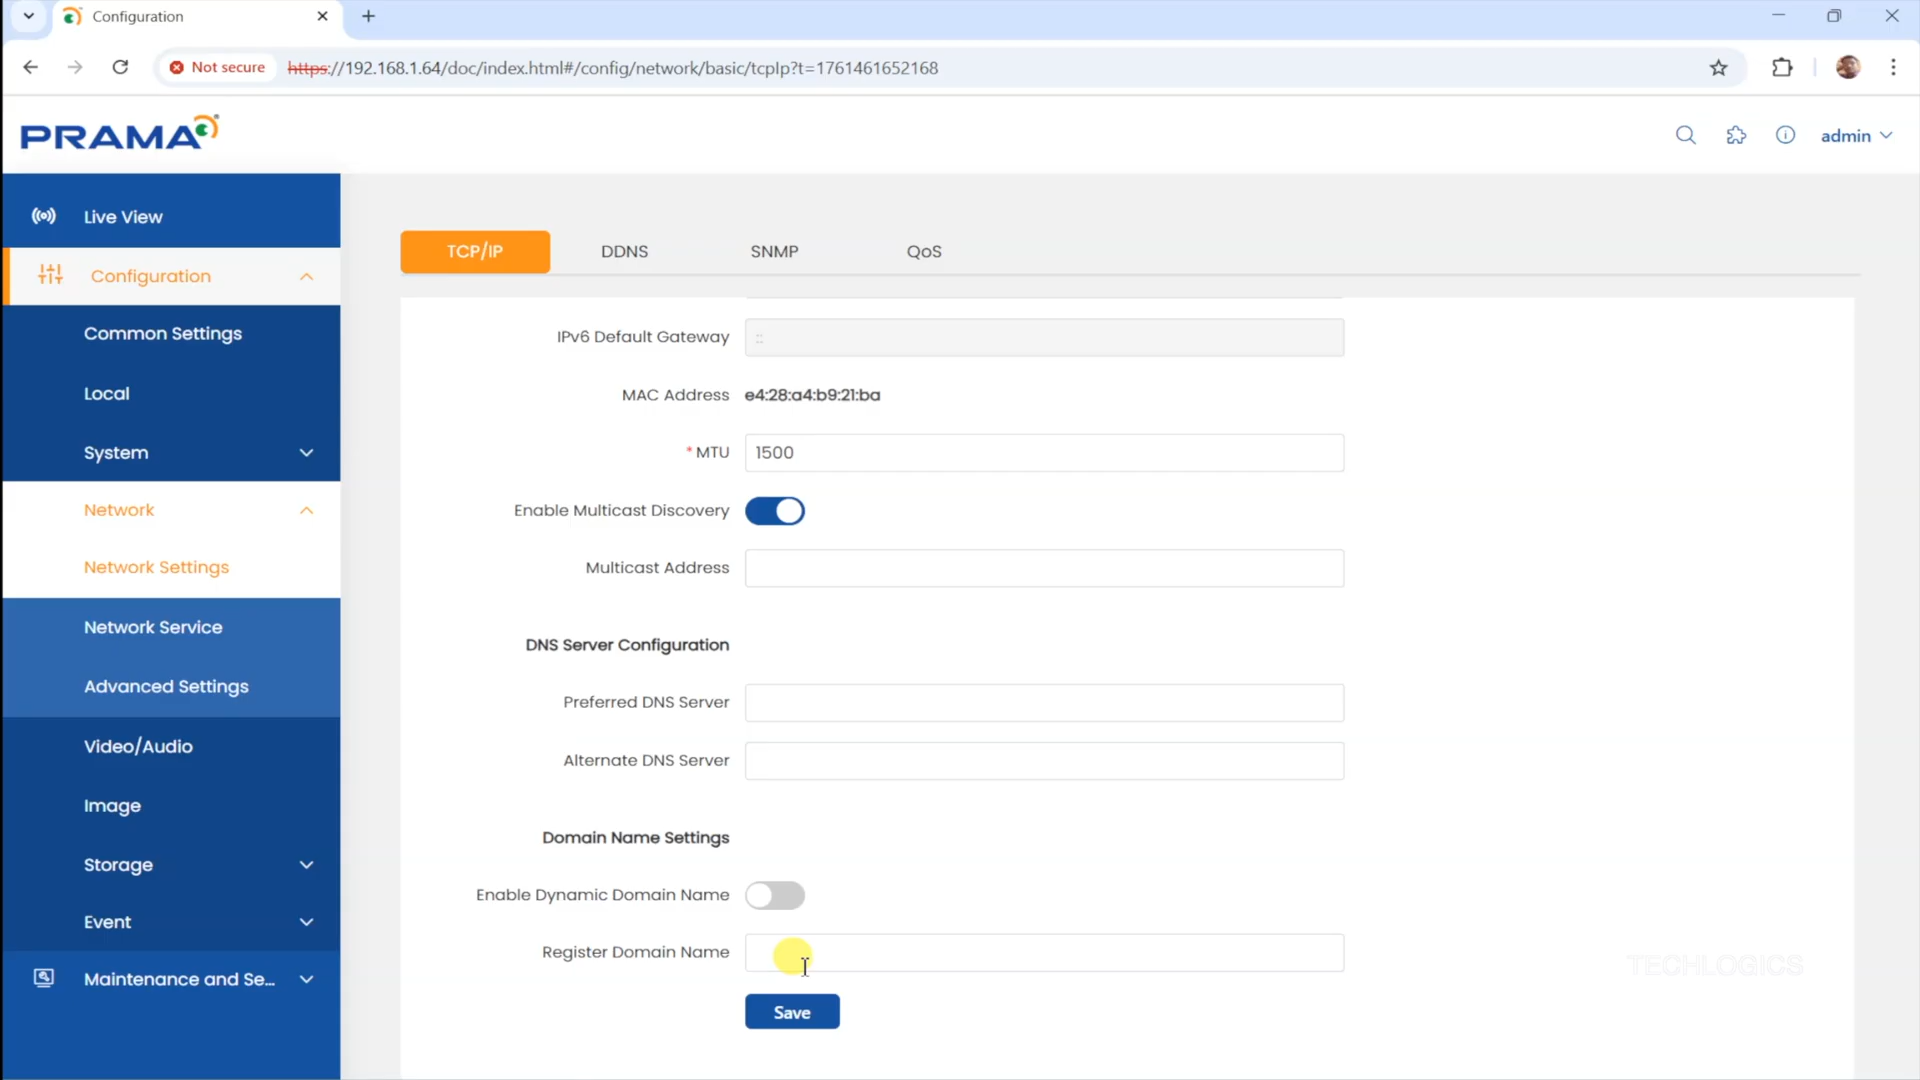 Configuration
Not secure https://192.168.1.64/doc/index.html#/config/network/basic/tcpIp?t=1761461652168
PRAMA
admin
Live View
Configuration
Common Settings
Local
System
Network
Network Settings
Network Service
Advanced Settings
Video/Audio
Image
Storage
Event
Maintenance and Se...
TCP/IP DDNS SNMP QoS
IPv6 Default Gateway ::
MAC Address e4:28:a4:b9:21:ba
* MTU 1500
Enable Multicast Discovery
Multicast Address
DNS Server Configuration
Preferred DNS Server
Alternate DNS Server
Domain Name Settings
Enable Dynamic Domain Name
Register Domain Name
Save
TECHLOGICS